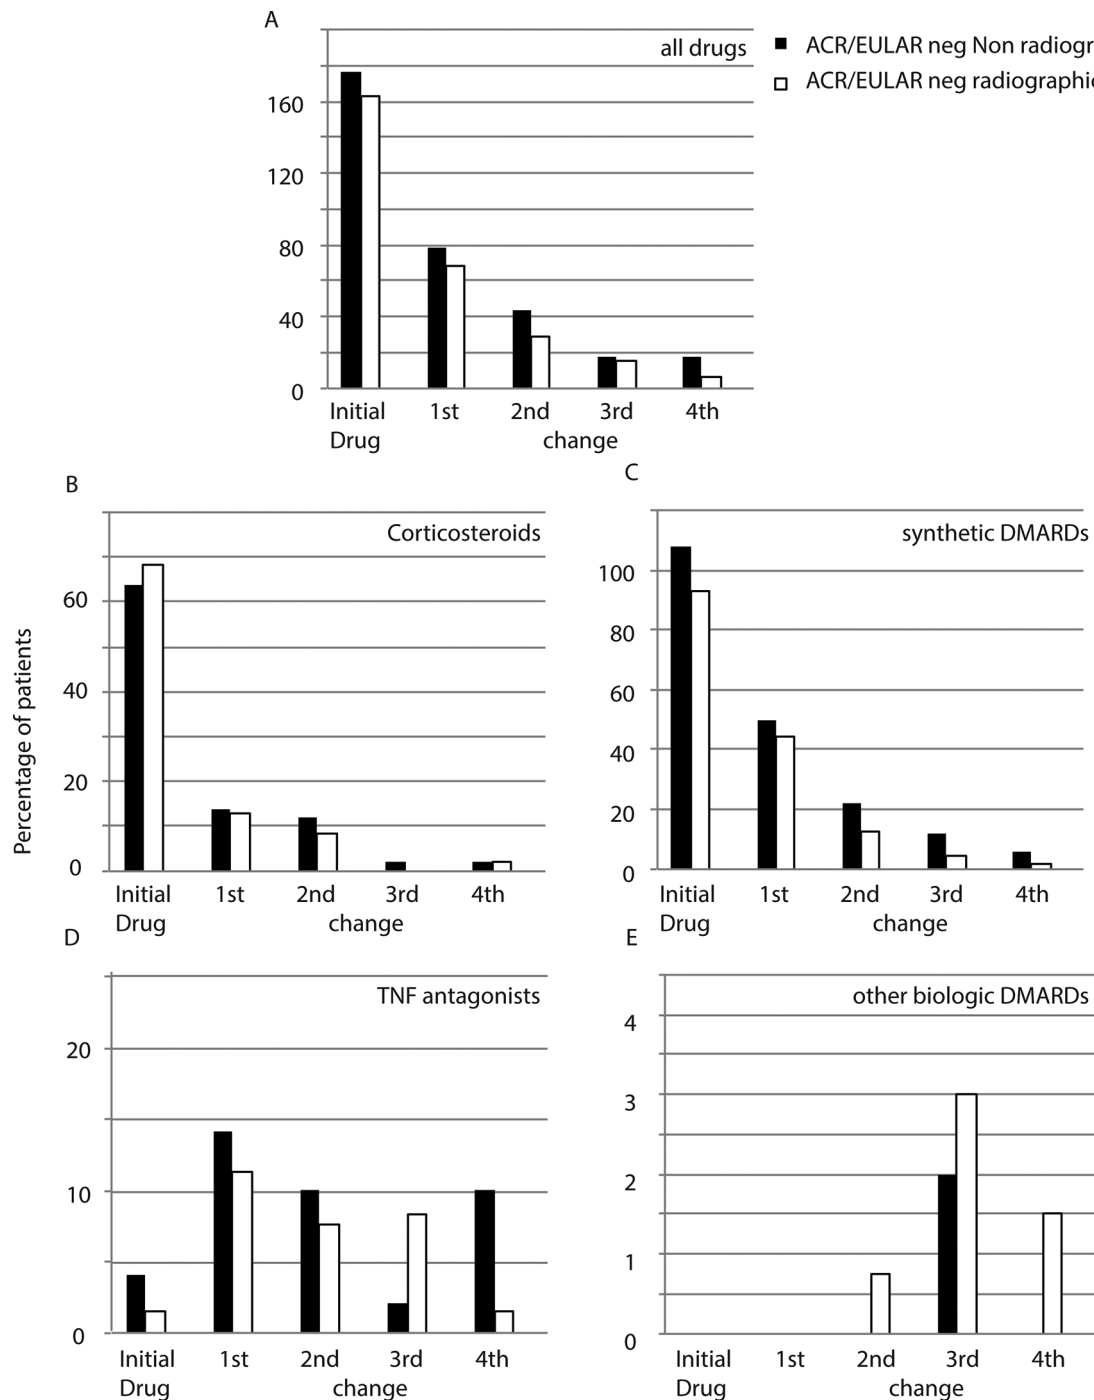 A
all drugs
ACR/EULAR neg Non radiogr
ACR/EULAR neg radiographi
160
120
80
40
0
Initial Drug
1st
2nd
3rd
4th
change
B
Corticosteroids
Percentage of patients
60
40
20
0
Initial Drug
1st
2nd
3rd
4th
change
C
synthetic DMARDs
100
80
60
40
20
0
Initial Drug
1st
2nd
3rd
4th
change
D
TNF antagonists
20
10
0
Initial Drug
1st
2nd
3rd
4th
change
E
other biologic DMARDs
4
3
2
1
0
Initial Drug
1st
2nd
3rd
4th
change